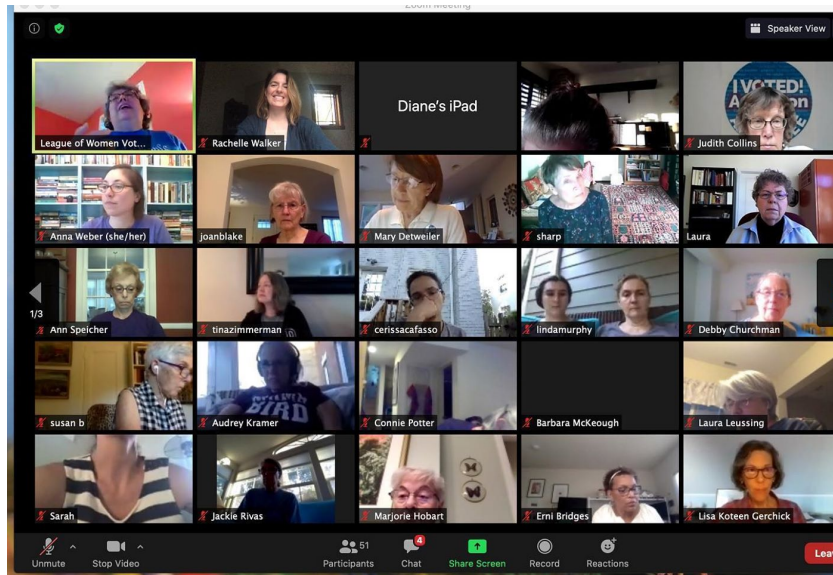 Zoom Meeting
Speaker View
League of Women Vot...
Rachelle Walker
Diane's iPad
I VOTED!
Judith Collins
Anna Weber (she/her)
joanblake
Mary Detweiler
sharp
Laura
1/3
Ann Speicher
tinazimmerman
cerissacafasso
lindamurphy
Debby Churchman
susan b
Audrey Kramer
BIRD
Connie Potter
Barbara McKeough
Laura Leussing
Sarah
Jackie Rivas
Marjorie Hobart
Erni Bridges
Lisa Koteen Gerchick
51
4
Unmute
Stop Video
Participants
Chat
Share Screen
Record
Reactions
Lea